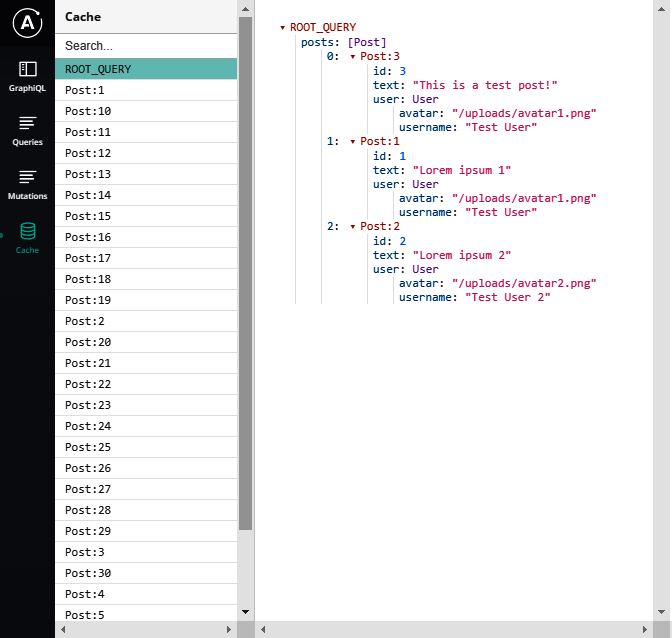 Cache
Search...
GraphiQL
Queries
Mutations
Cache
ROOT_QUERY
Post:1
Post:10
Post:11
Post:12
Post:13
Post:14
Post:15
Post:16
Post:17
Post:18
Post:19
Post:2
Post:20
Post:21
Post:22
Post:23
Post:24
Post:25
Post:26
Post:27
Post:28
Post:29
Post:3
Post:30
Post:4
Post:5
ROOT_QUERY
posts: [Post]
0: Post:3
id: 3
text: "This is a test post!"
user: User
avatar: "/uploads/avatar1.png"
username: "Test User"
1: Post:1
id: 1
text: "Lorem ipsum 1"
user: User
avatar: "/uploads/avatar1.png"
username: "Test User"
2: Post:2
id: 2
text: "Lorem ipsum 2"
user: User
avatar: "/uploads/avatar2.png"
username: "Test User 2"